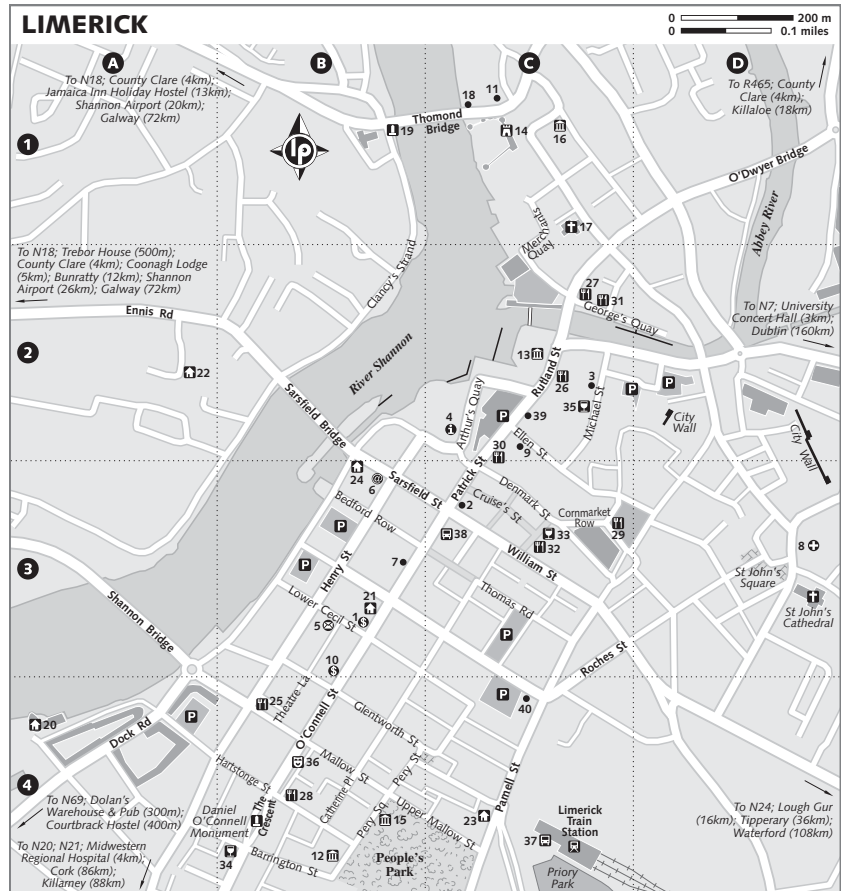 LIMERICK
0 200 m
0 0.1 miles
A
B
C
D
To N18; County Clare (4km);
Jamaica Inn Holiday Hostel (13km);
Shannon Airport (20km);
Galway (72km)
18
11
To R465; County
Clare (4km);
Killaloe (18km)
Thomond
Bridge
19
14
16
1
lp
O'Dwyer Bridge
Abbey River
17
Merchants
Quay
To N18; Trebor House (500m);
County Clare (4km); Coonagh Lodge
(5km); Bunratty (12km); Shannon
Airport (26km); Galway (72km)
Clancy's Strand
27
31
George's Quay
To N7; University
Concert Hall (3km);
Dublin (160km)
Ennis Rd
2
22
River Shannon
13
Rutland St
26
3
35
Michael St
P
P
City
Wall
City Wall
Sarsfield Bridge
4
Arthur's Quay
P
39
Ellen St
9
30
24
6
Sarsfield St
Patrick St
2
Cruise's St
Denmark St
Cornmarket
Row
29
Bedford Row
P
38
33
32
William St
8
3
P
Henry St
7
St John's
Square
St John's
Cathedral
Shannon Bridge
21
Lower Cecil St
5
1
Thomas Rd
P
Roches St
10
P
40
20
Dock Rd
P
25
Theatre La
O'Connell St
Glentworth St
36
Mallow St
Hartstonge St
Pery St
4
28
Catherine Pl
The Crescent
Daniel
O'Connell
Monument
Pery Sq
15
Upper Mallow St
23
Parnell St
Limerick
Train
Station
37
To N69; Dolan's
Warehouse & Pub (300m);
Courtbrack Hostel (400m)
To N24; Lough Gur
(16km); Tipperary (36km);
Waterford (108km)
To N20; N21; Midwestern
Regional Hospital (4km);
Cork (86km);
Killarney (88km)
34
Barrington St
12
People's
Park
Priory
Park